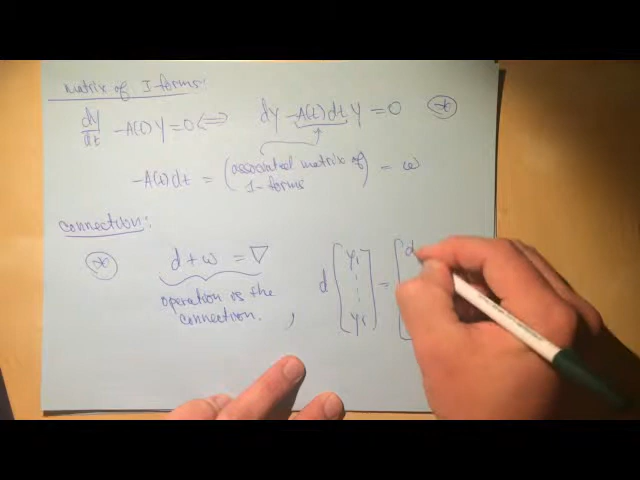 matrix of 1-forms:
dY/dt - A(t)Y = 0 ⟺ dY - A(t)dt Y = 0 *
-A(t)dt = (associated matrix of 1-forms) = ω
connection:
* d + ω = ∇
operation is the
connection. , d [y₁ ⋮ y₁] = [d